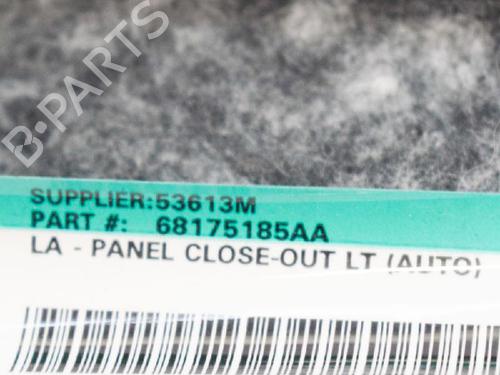 B-PARTS
SUPPLIER:53613M
PART #: 68175185AA
LA - PANEL CLOSE-OUT LT (AUTO)